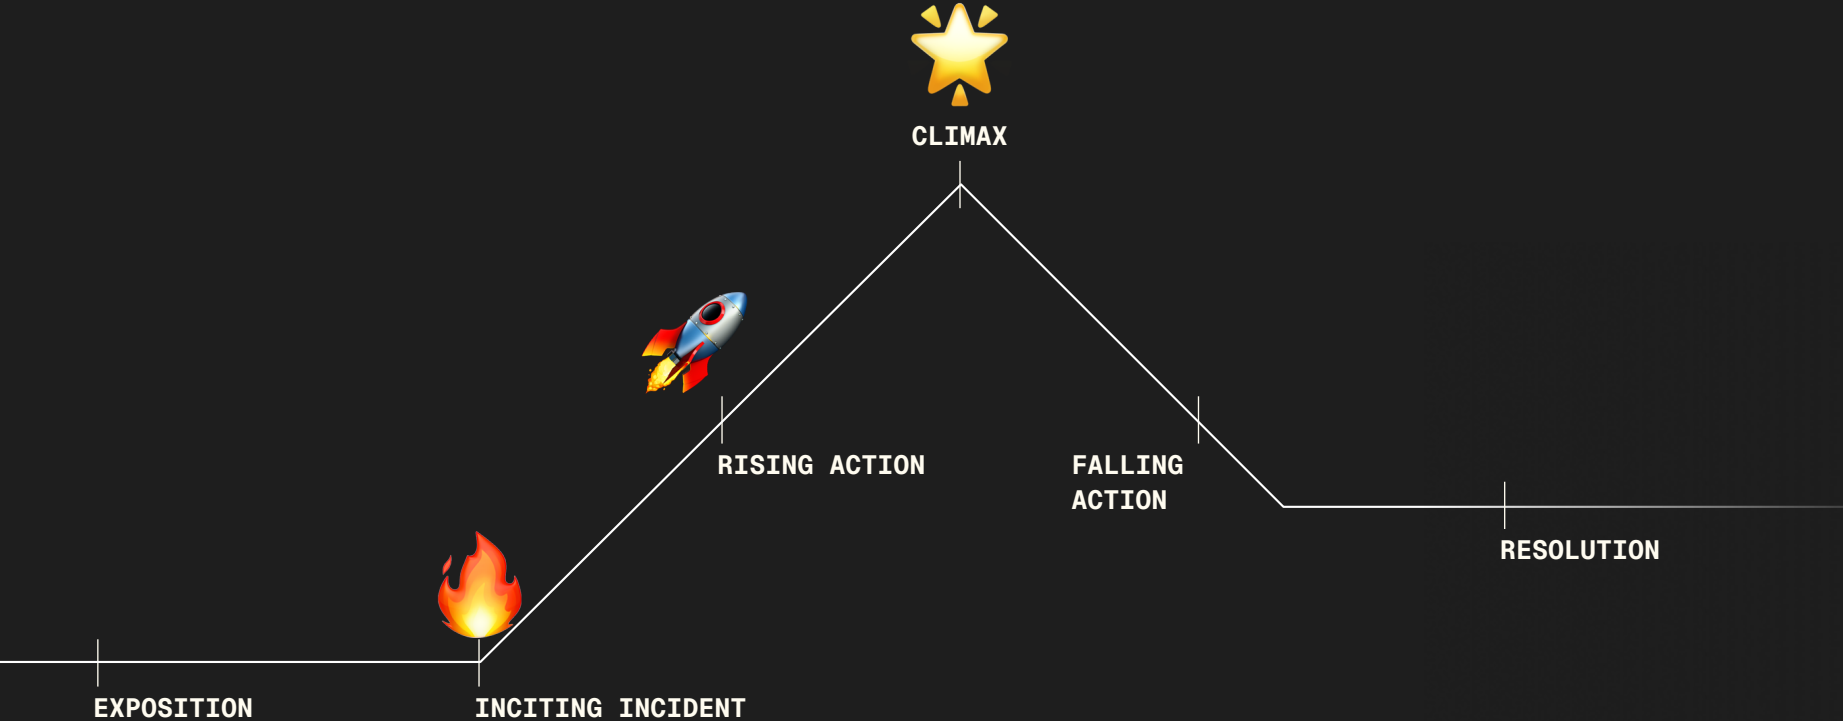 CLIMAX
RISING ACTION
FALLING
ACTION
RESOLUTION
EXPOSITION
INCITING INCIDENT